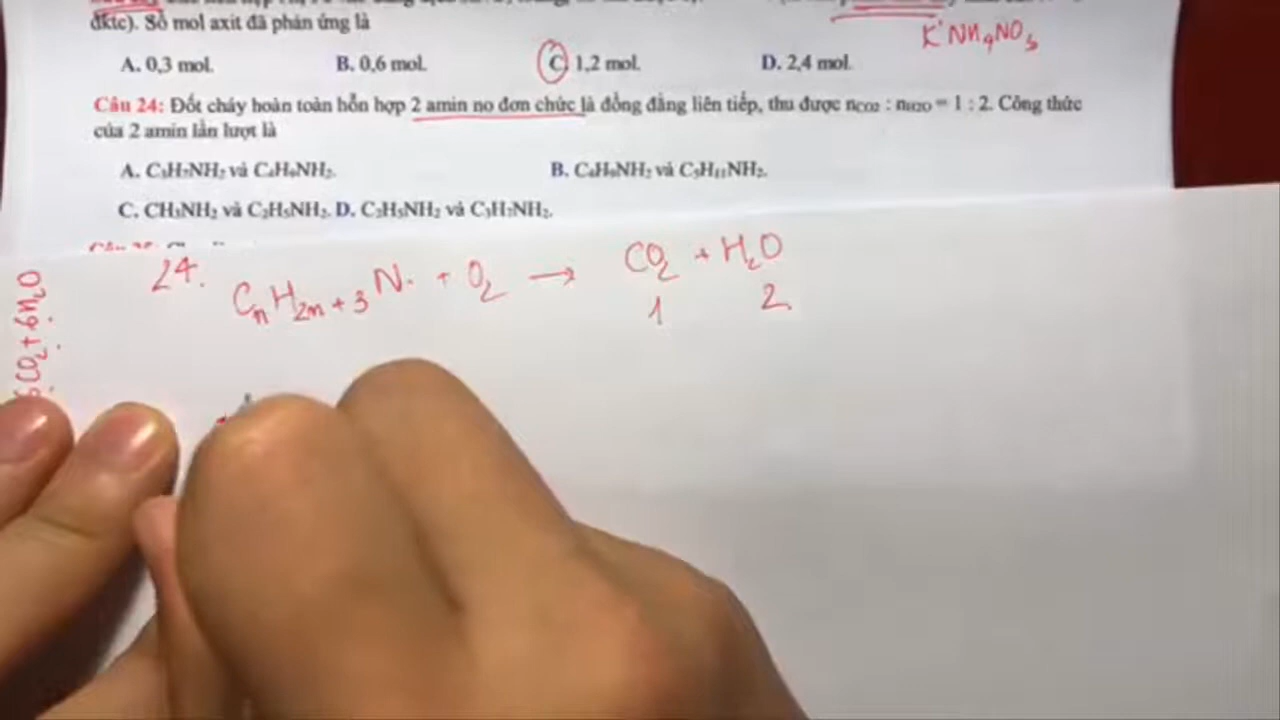 đktc). Số mol axit đã phản ứng là
K NH4NO3
A. 0,3 mol. B. 0,6 mol. C. 1,2 mol. D. 2,4 mol.
Câu 24: Đốt cháy hoàn toàn hỗn hợp 2 amin no đơn chức là đồng đẳng liên tiếp, thu được nCO2 : nH2O = 1 : 2. Công thức
của 2 amin lần lượt là
A. C3H7NH2 và C4H9NH2. B. C4H9NH2 và C5H11NH2.
C. CH3NH2 và C2H5NH2. D. C2H5NH2 và C3H7NH2.
24. CnH2n+3N + O2 → CO2 + H2O
1 2
CO2 + 6H2O